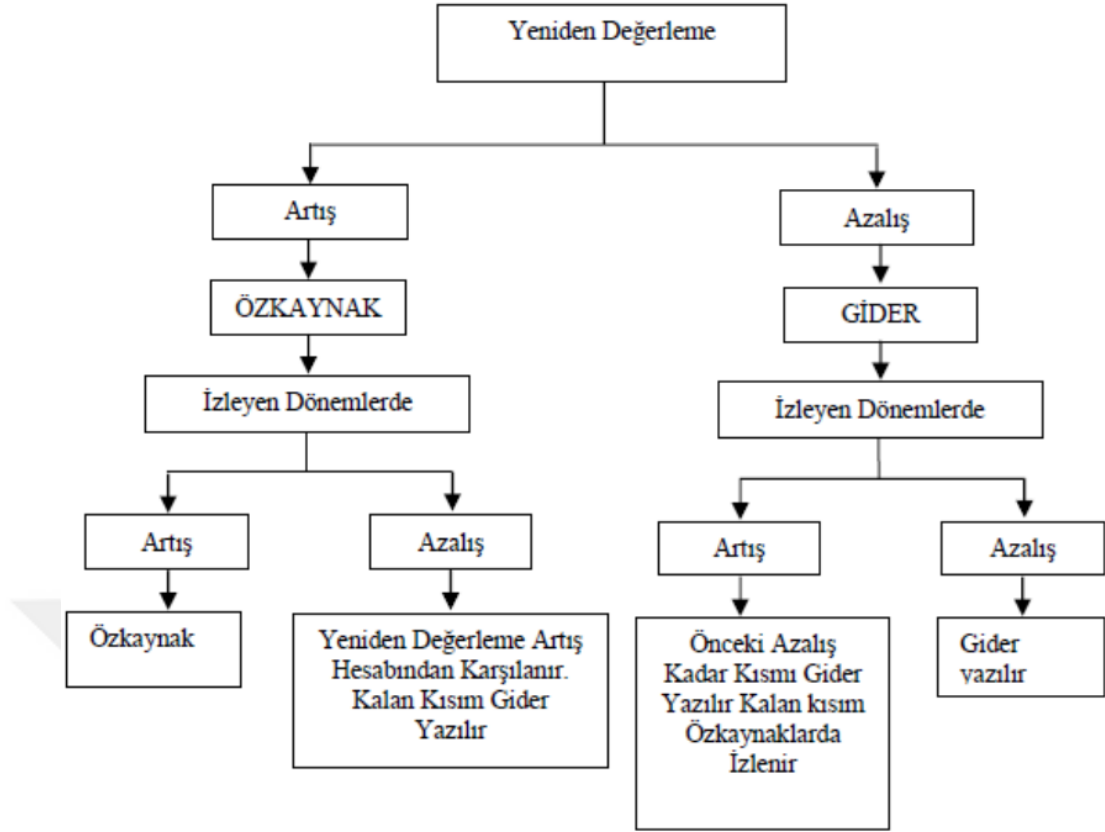 Yeniden Değerleme
Artış
Azalış
ÖZKAYNAK
GİDER
İzleyen Dönemlerde
İzleyen Dönemlerde
Artış
Azalış
Artış
Azalış
Özkaynak
Yeniden Değerleme Artış
Hesabından Karşılanır.
Kalan Kısım Gider
Yazılır
Önceki Azalış
Kadar Kısmı Gider
Yazılır Kalan kısım
Özkaynaklarda
İzlenir
Gider
yazılır